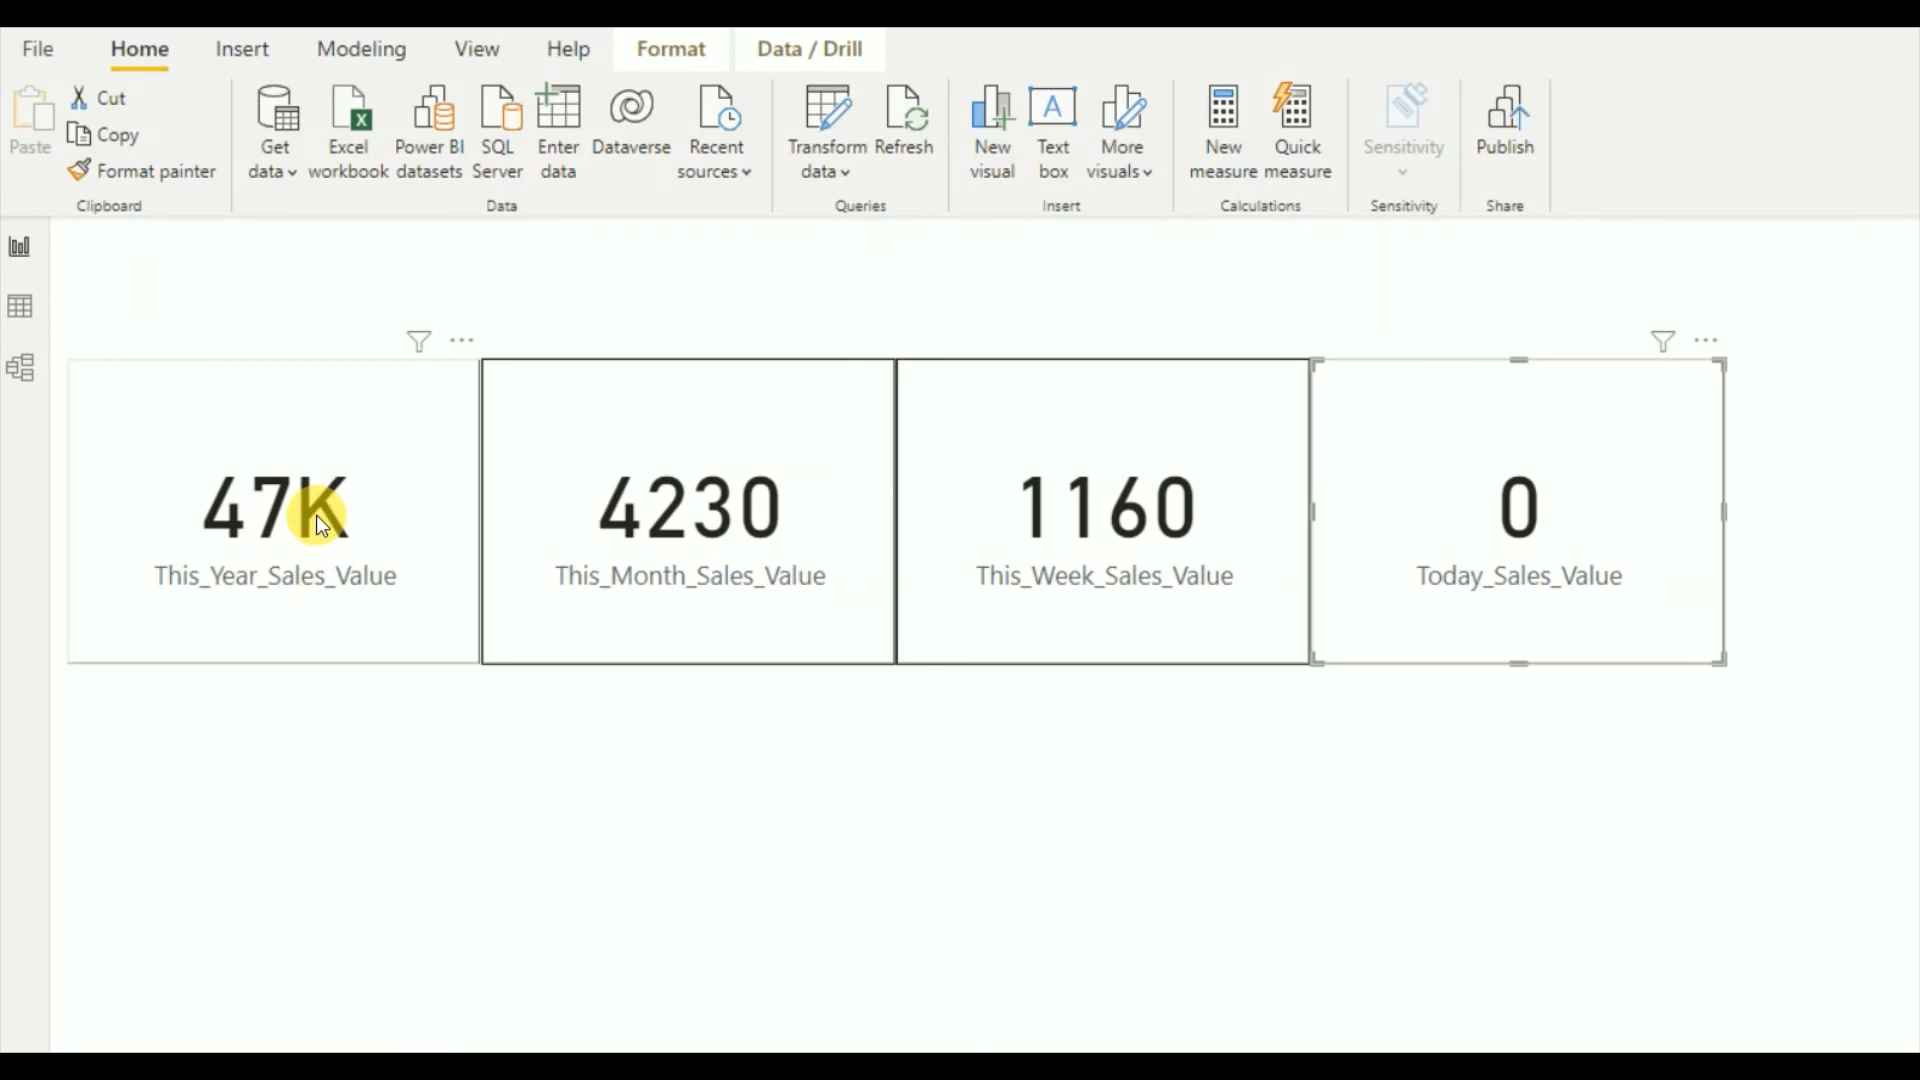 File Home Insert Modeling View Help Format Data / Drill
Paste
Cut
Copy
Format painter
Clipboard
Get data
Excel workbook
Power BI datasets
SQL Server
Enter data
Dataverse
Recent sources
Data
Transform data
Refresh
Queries
New visual
A
Text box
More visuals
Insert
New measure
Quick measure
Calculations
Sensitivity
Sensitivity
Publish
Share
47K
This_Year_Sales_Value
4230
This_Month_Sales_Value
1160
This_Week_Sales_Value
0
Today_Sales_Value